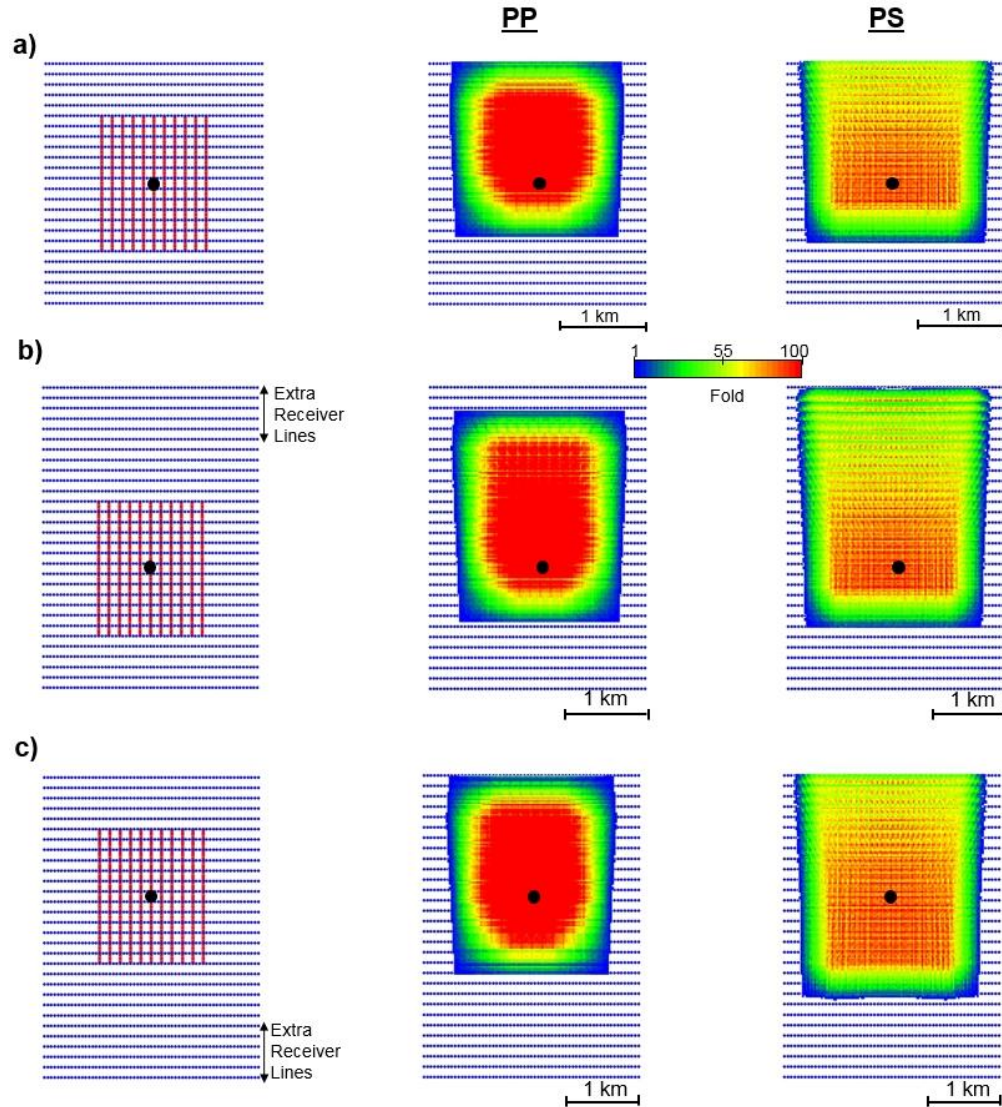 PP
PS
a)
1 km
1 km
b)
Extra
Receiver
Lines
1
55
100
Fold
1 km
1 km
c)
Extra
Receiver
Lines
1 km
1 km